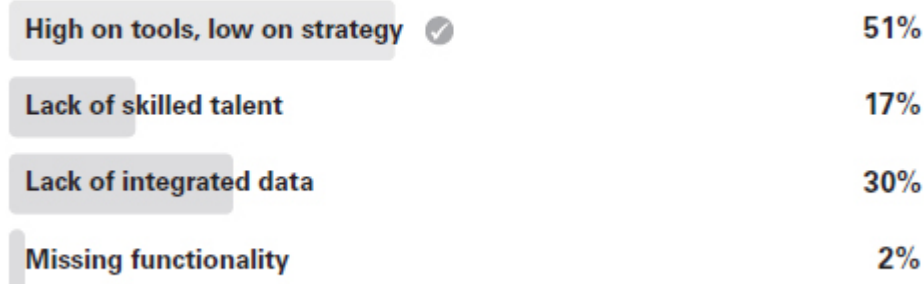 High on tools, low on strategy 51%
Lack of skilled talent 17%
Lack of integrated data 30%
Missing functionality 2%